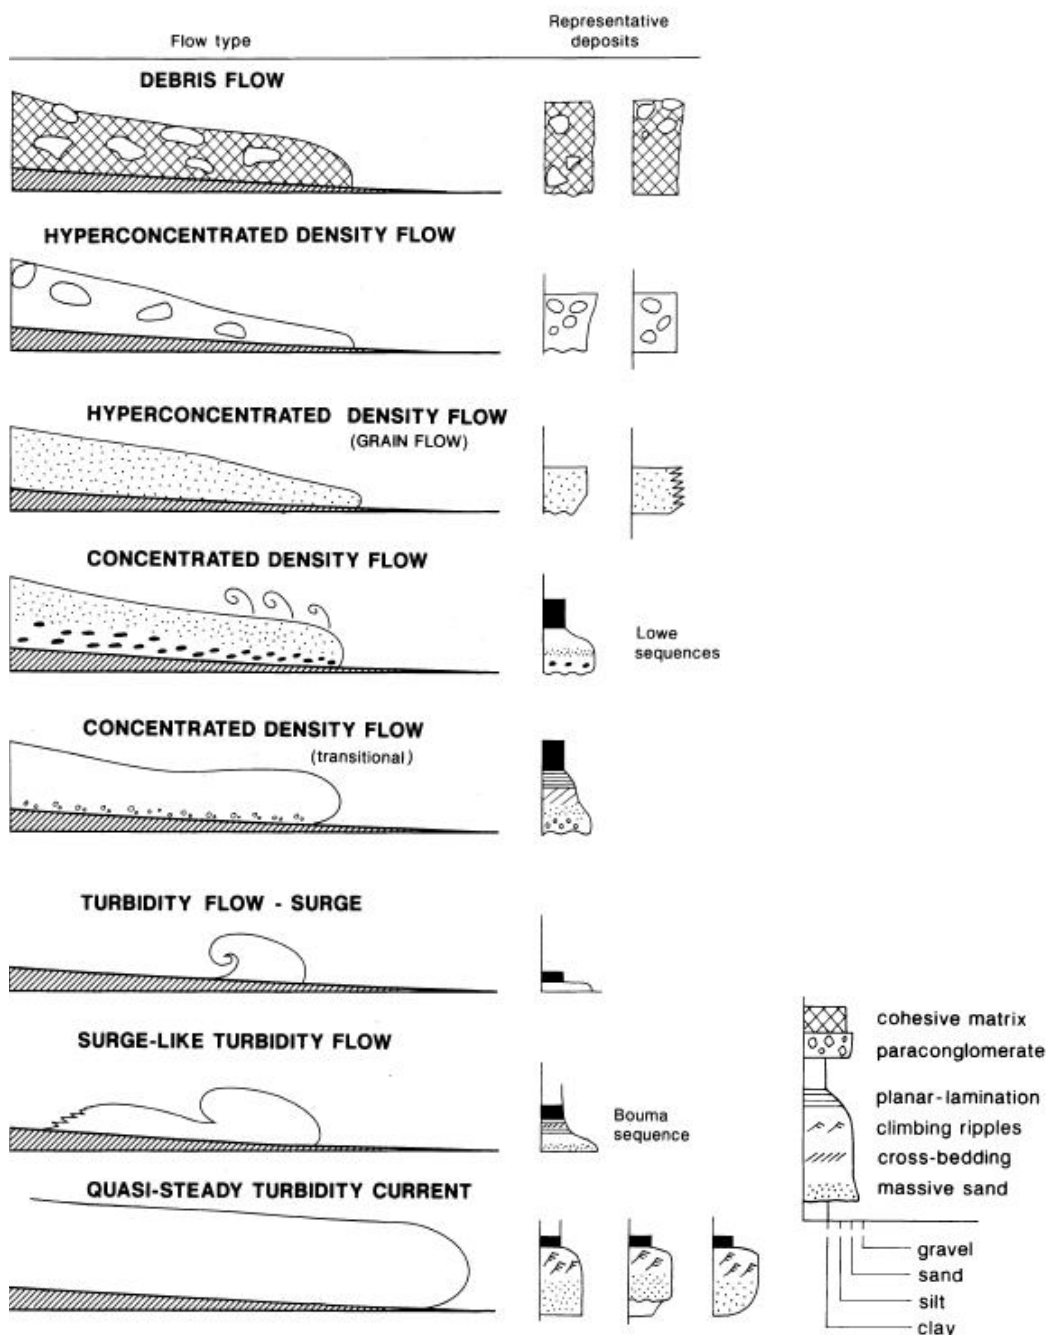 Flow type
Representative
deposits
DEBRIS FLOW
HYPERCONCENTRATED DENSITY FLOW
HYPERCONCENTRATED DENSITY FLOW
(GRAIN FLOW)
CONCENTRATED DENSITY FLOW
Lowe
sequences
CONCENTRATED DENSITY FLOW
(transitional)
TURBIDITY FLOW - SURGE
SURGE-LIKE TURBIDITY FLOW
Bouma
sequence
QUASI-STEADY TURBIDITY CURRENT
cohesive matrix
paraconglomerate
planar-lamination
climbing ripples
cross-bedding
massive sand
gravel
sand
silt
clay